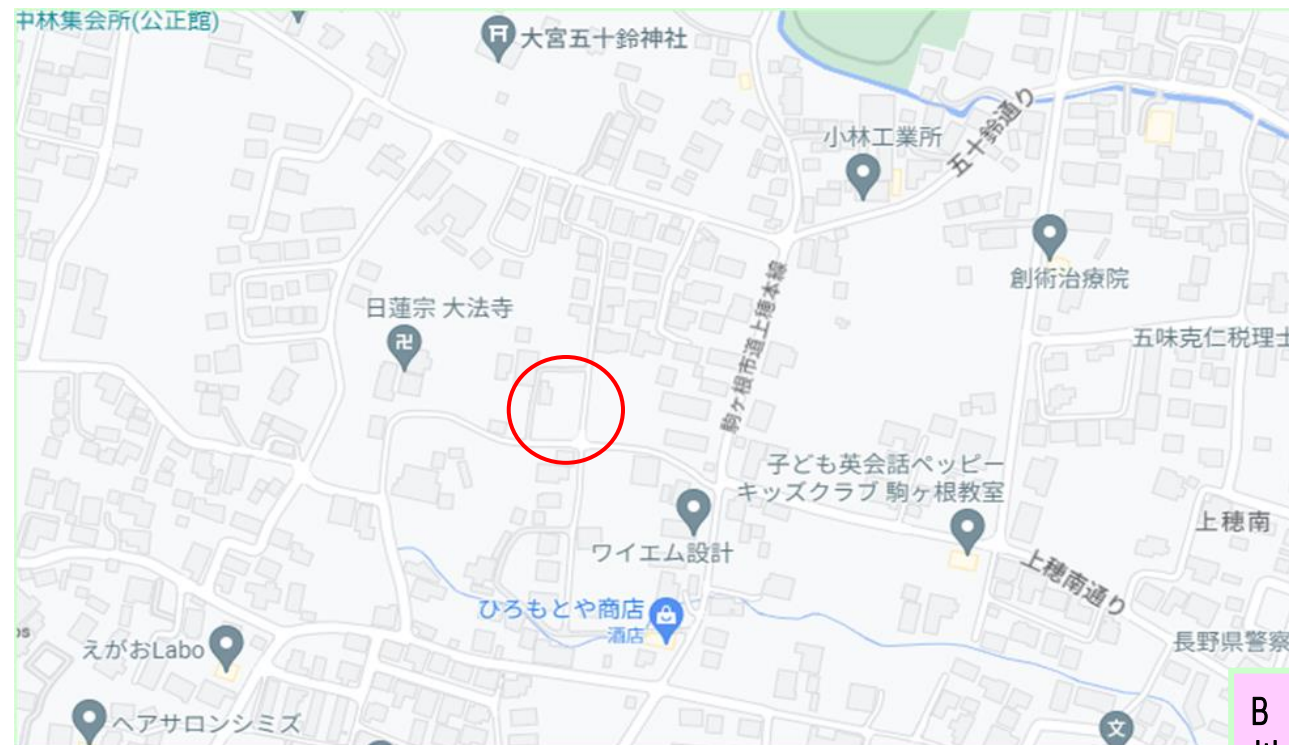 中林集会所(公正館)
大宮五十鈴神社
小林工業所
五十鈴通り
創術治療院
駒ヶ根市道上穂本線
日蓮宗 大法寺
卍
五味克仁税理士
子ども英会話ペッピー
キッズクラブ 駒ヶ根教室
上穂南
ワイエム設計
上穂南通り
ひろもとや商店
酒店
えがおLabo
長野県警察
ヘアサロンシミズ
文
B